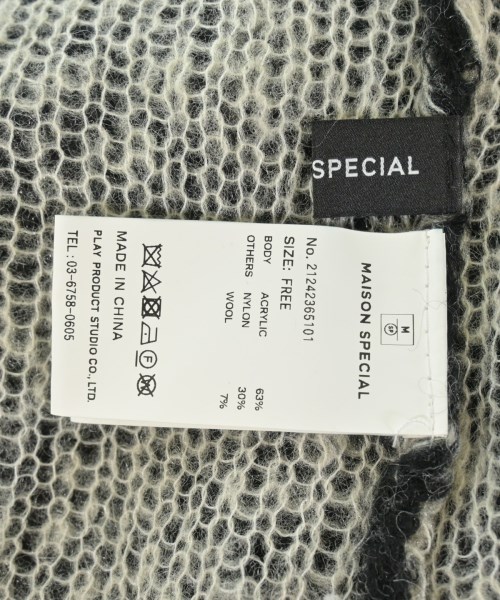 SPECIAL
M
SP
MAISON SPECIAL
No. 21242365101
SIZE: FREE
BODY ACRYLIC 63%
OTHERS NYLON 30%
WOOL 7%
MADE IN CHINA
PLAY PRODUCT STUDIO CO., LTD.
TEL : 03-6758-0605